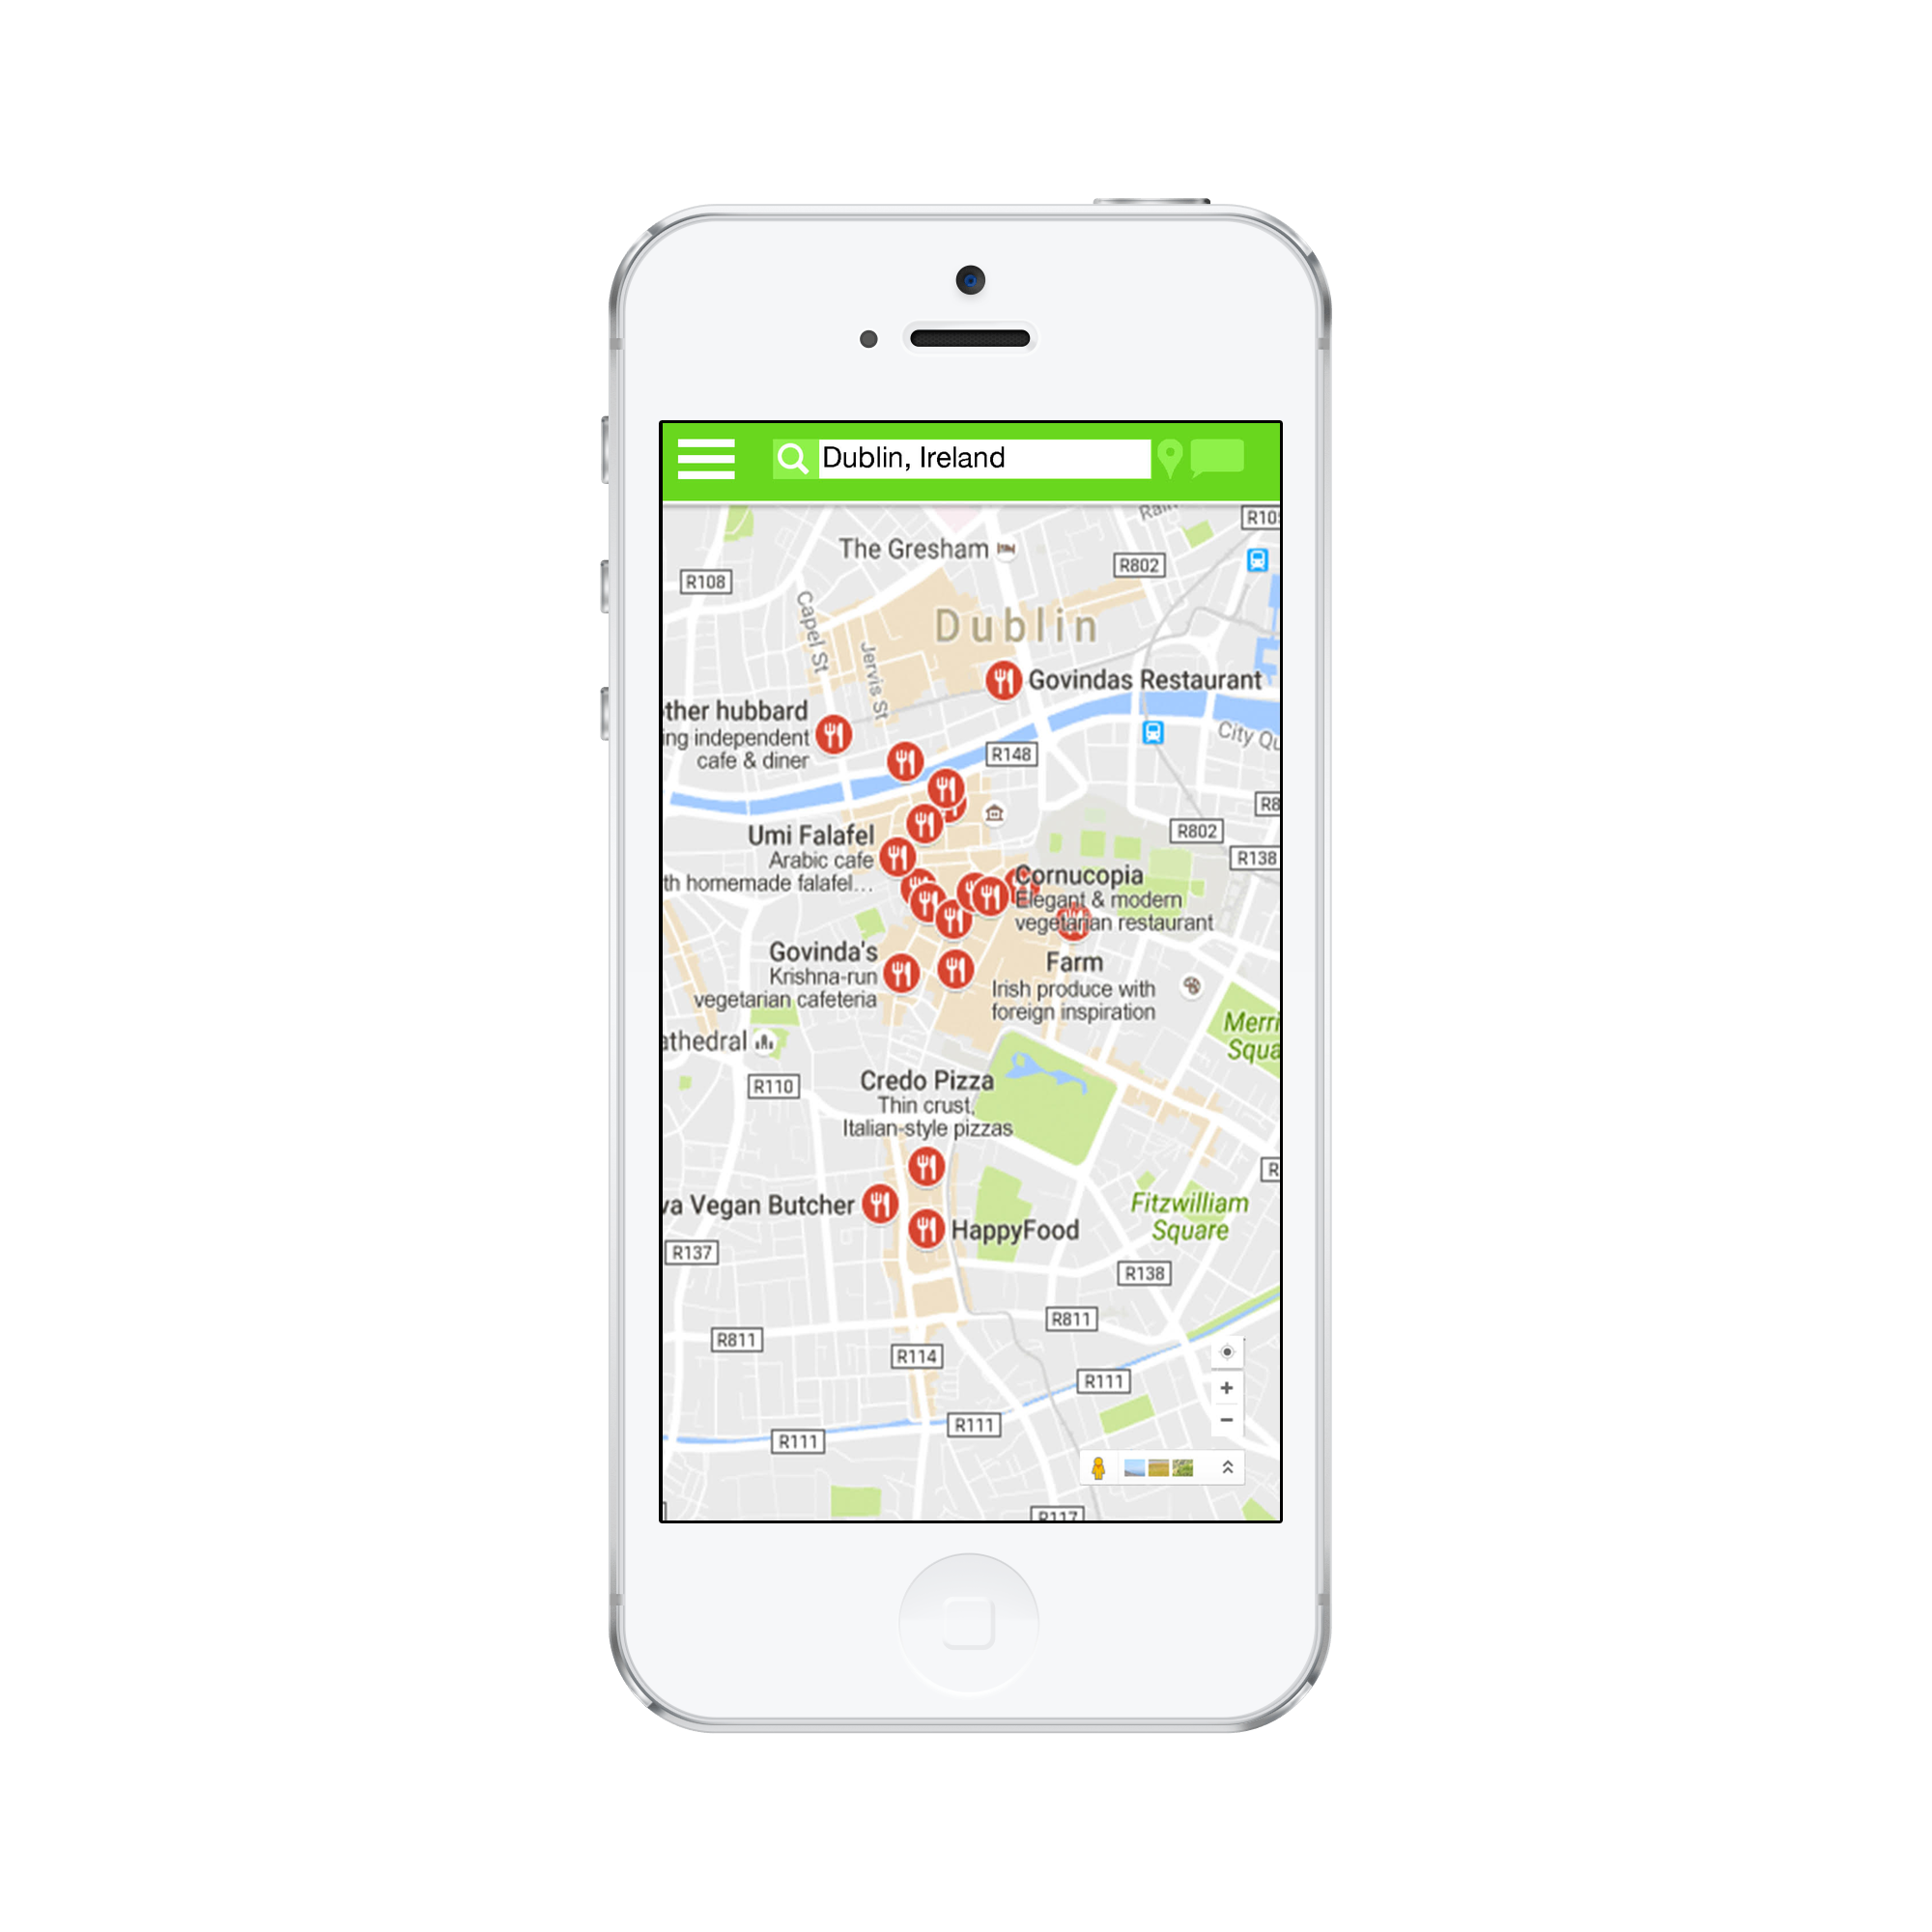 Dublin, Ireland
R10
The Gresham
R802
R108
Capel St
Dublin
Jervis St
Govindas Restaurant
ther hubbard
ing independent
cafe & diner
R148
City Qu
R8
Umi Falafel
Arabic cafe
th homemade falafel...
R802
R138
Cornucopia
Elegant & modern
vegetarian restaurant
Govinda's
Krishna-run
vegetarian cafeteria
Farm
Irish produce with
foreign inspiration
Merri
Squa
athedral
R110
Credo Pizza
Thin crust,
Italian-style pizzas
R
va Vegan Butcher
HappyFood
Fitzwilliam
Square
R137
R138
R811
R811
R114
R111
R111
R111
R117